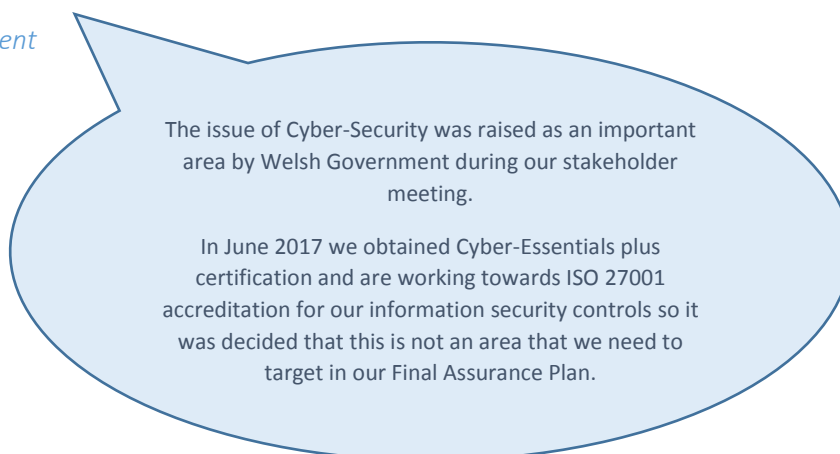 ent
The issue of Cyber-Security was raised as an important
area by Welsh Government during our stakeholder
meeting.
In June 2017 we obtained Cyber-Essentials plus
certification and are working towards ISO 27001
accreditation for our information security controls so it
was decided that this is not an area that we need to
target in our Final Assurance Plan.